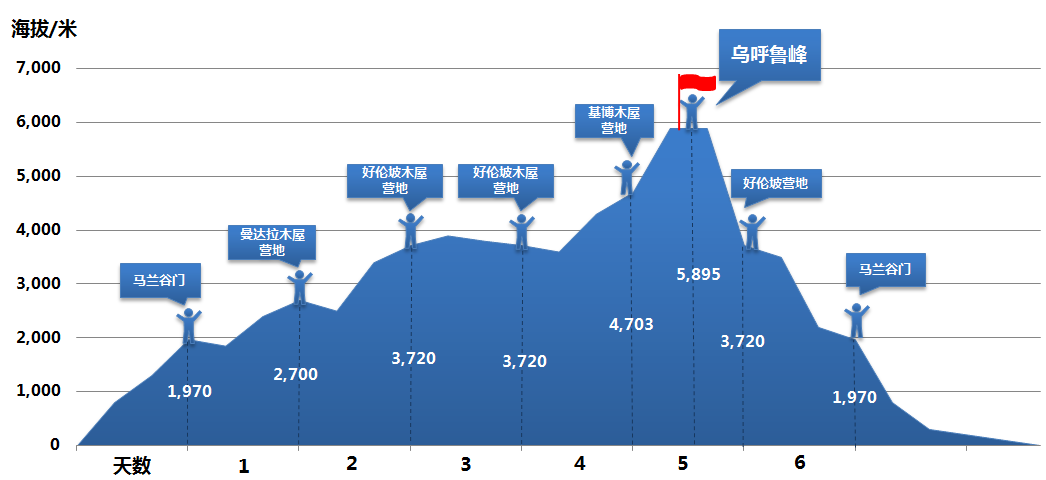 海拔/米
7,000
6,000
5,000
4,000
3,000
2,000
1,000
0
马兰谷门
曼达拉木屋
营地
好伦坡木屋
营地
好伦坡木屋
营地
基博木屋
营地
乌呼鲁峰
好伦坡营地
马兰谷门
1,970
2,700
3,720
3,720
4,703
5,895
3,720
1,970
天数
1
2
3
4
5
6